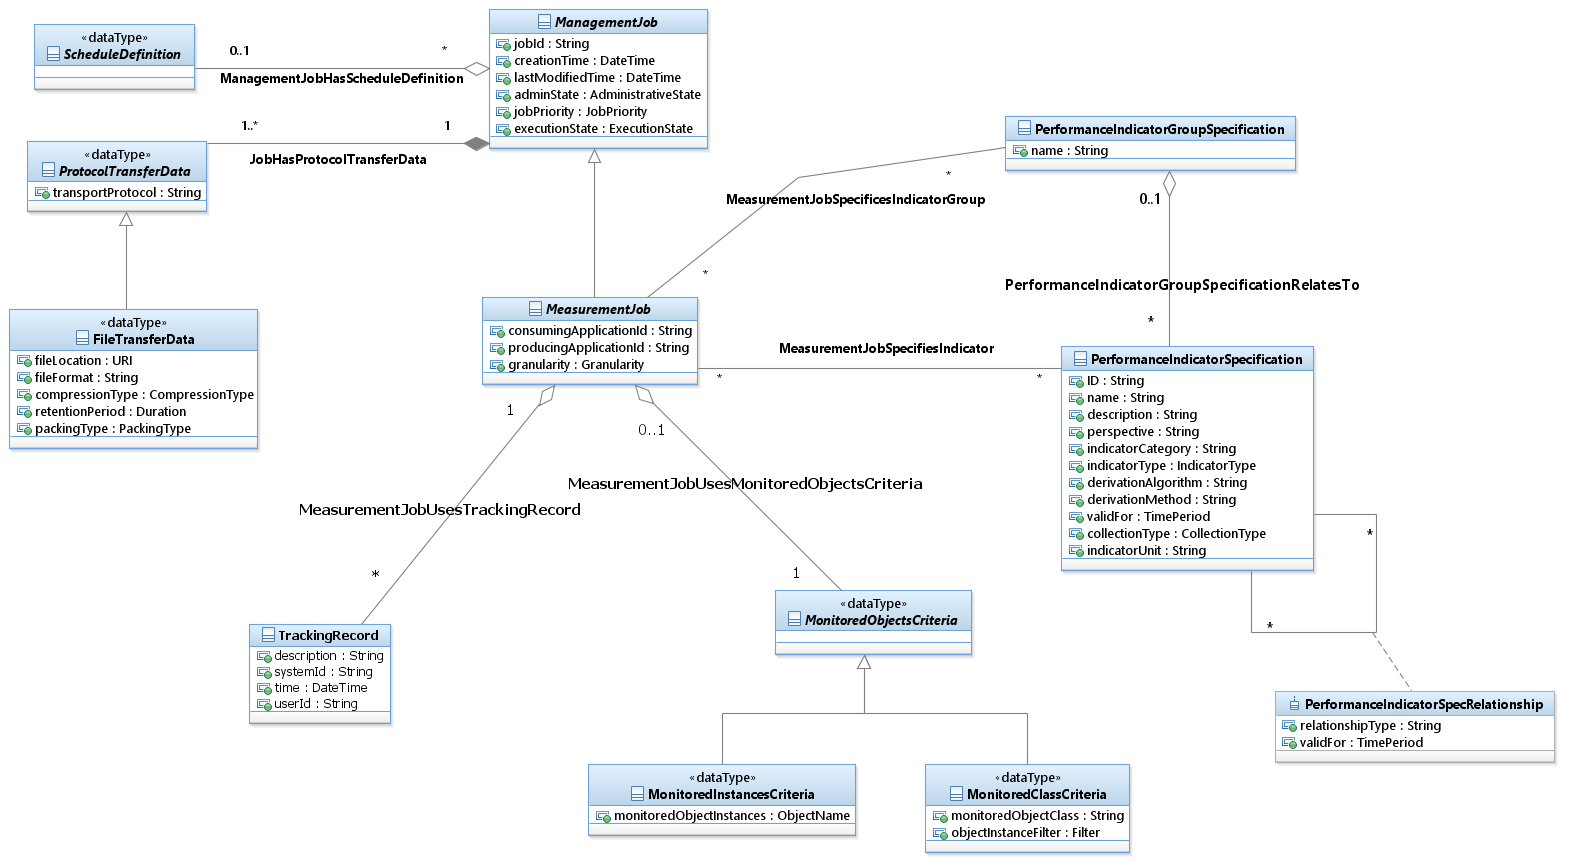 «dataType»
ScheduleDefinition
0..1
*
ManagementJobHasScheduleDefinition
ManagementJob
jobId : String
creationTime : DateTime
lastModifiedTime : DateTime
adminState : AdministrativeState
jobPriority : JobPriority
executionState : ExecutionState
1..*
1
JobHasProtocolTransferData
«dataType»
ProtocolTransferData
transportProtocol : String
PerformanceIndicatorGroupSpecification
name : String
*
MeasurementJobSpecificesIndicatorGroup
*
0..1
PerformanceIndicatorGroupSpecificationRelatesTo
*
«dataType»
FileTransferData
fileLocation : URI
fileFormat : String
compressionType : CompressionType
retentionPeriod : Duration
packingType : PackingType
MeasurementJob
consumingApplicationId : String
producingApplicationId : String
granularity : Granularity
MeasurementJobSpecifiesIndicator
*
*
PerformanceIndicatorSpecification
ID : String
name : String
description : String
perspective : String
indicatorCategory : String
indicatorType : IndicatorType
derivationAlgorithm : String
derivationMethod : String
validFor : TimePeriod
collectionType : CollectionType
indicatorUnit : String
*
*
1
0..1
MeasurementJobUsesMonitoredObjectsCriteria
MeasurementJobUsesTrackingRecord
*
1
TrackingRecord
description : String
systemId : String
time : DateTime
userId : String
«dataType»
MonitoredObjectsCriteria
PerformanceIndicatorSpecRelationship
relationshipType : String
validFor : TimePeriod
«dataType»
MonitoredInstancesCriteria
monitoredObjectInstances : ObjectName
«dataType»
MonitoredClassCriteria
monitoredObjectClass : String
objectInstanceFilter : Filter